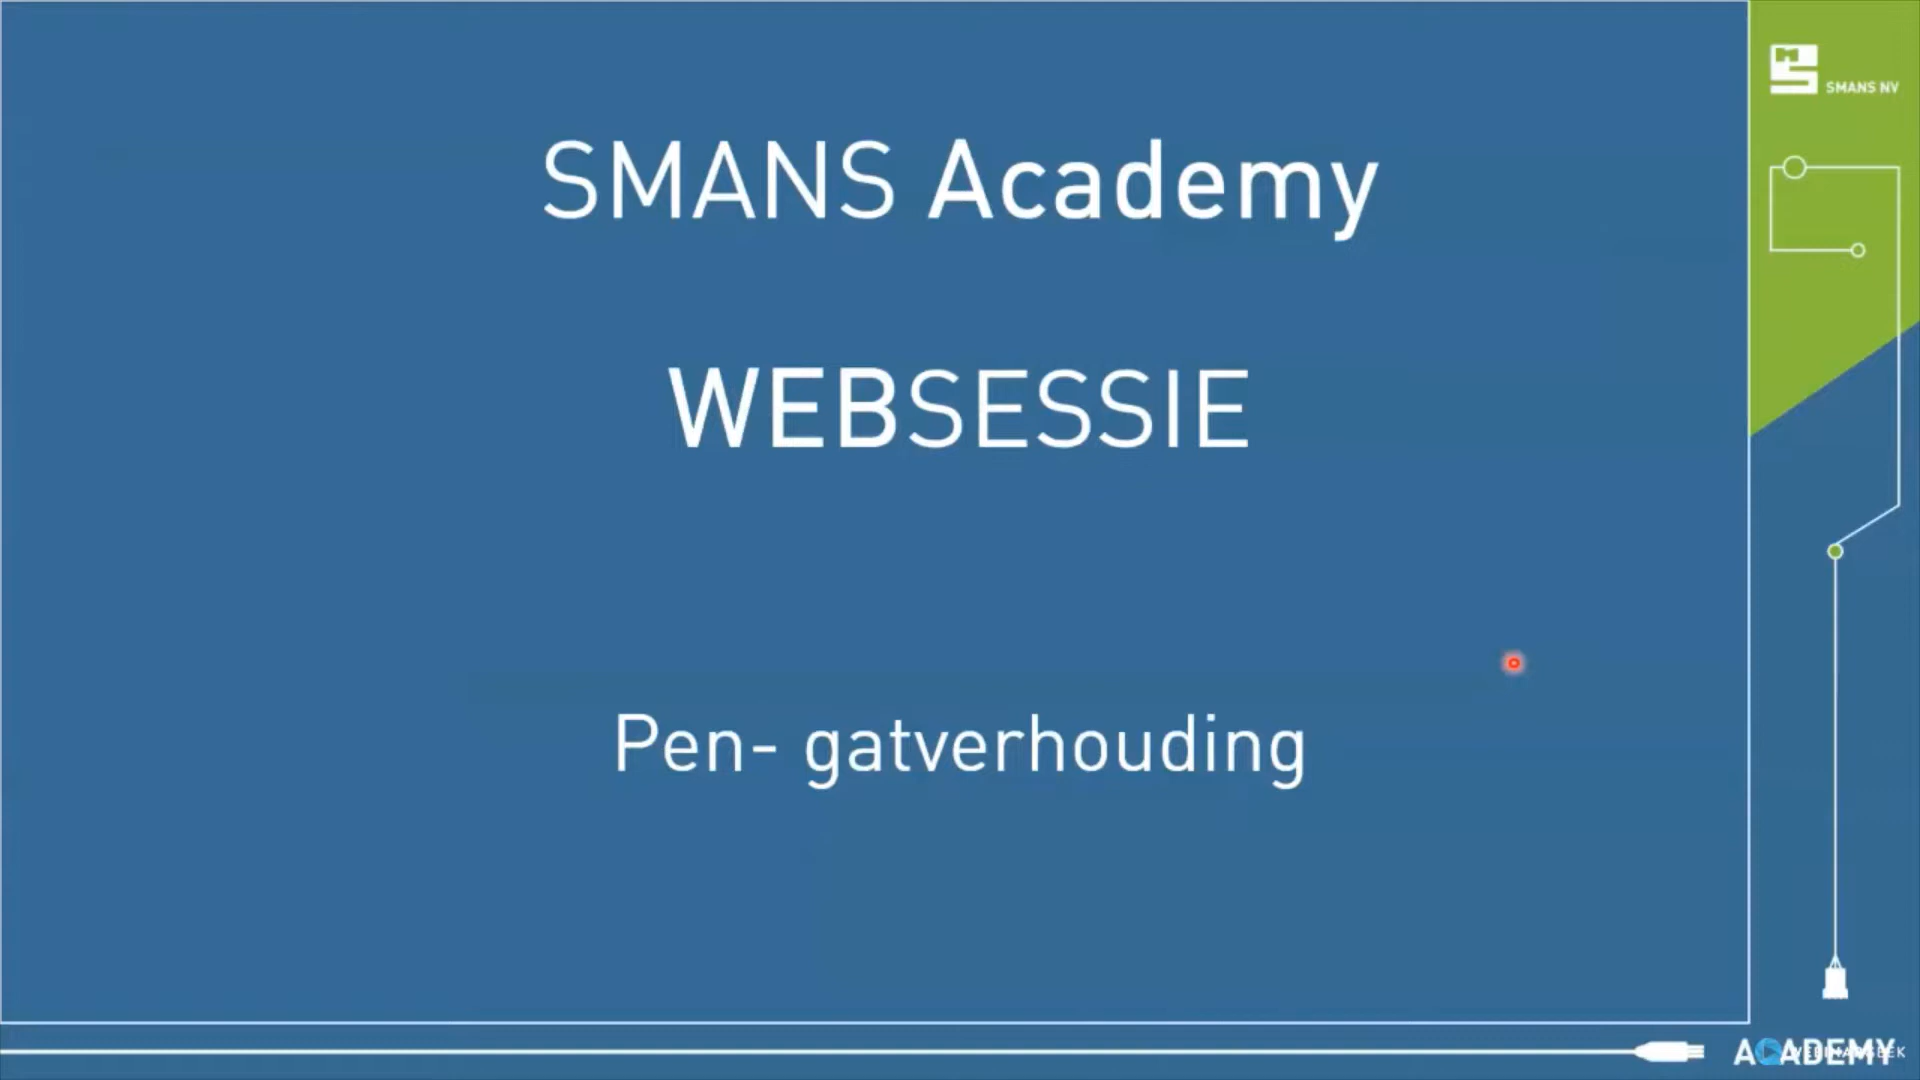 SMANS NV
SMANS Academy
WEBSESSIE
Pen- gatverhouding
ACADEMY